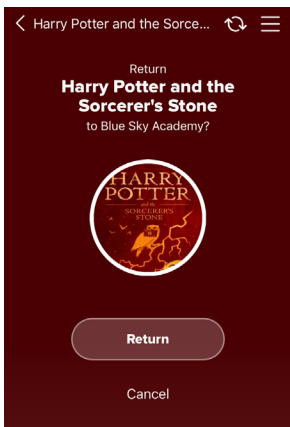 Harry Potter and the Sorce...
Return
Harry Potter and the
Sorcerer's Stone
to Blue Sky Academy?
HARRY
POTTER
and the
SORCERER'S
STONE
Return
Cancel